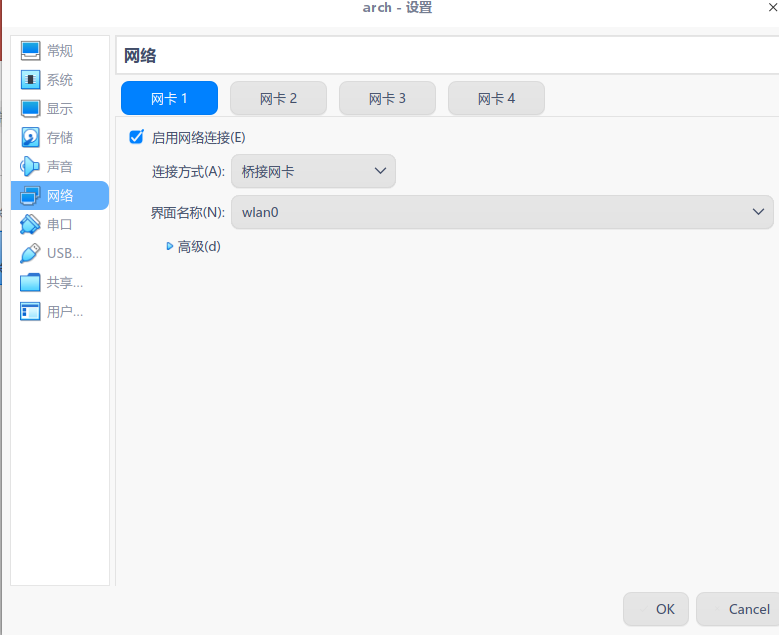 arch - 设置
常规
系统
显示
存储
声音
网络
串口
USB...
共享...
用户...
网络
网卡 1 网卡 2 网卡 3 网卡 4
启用网络连接(E)
连接方式(A): 桥接网卡
界面名称(N): wlan0
高级(d)
OK Cancel